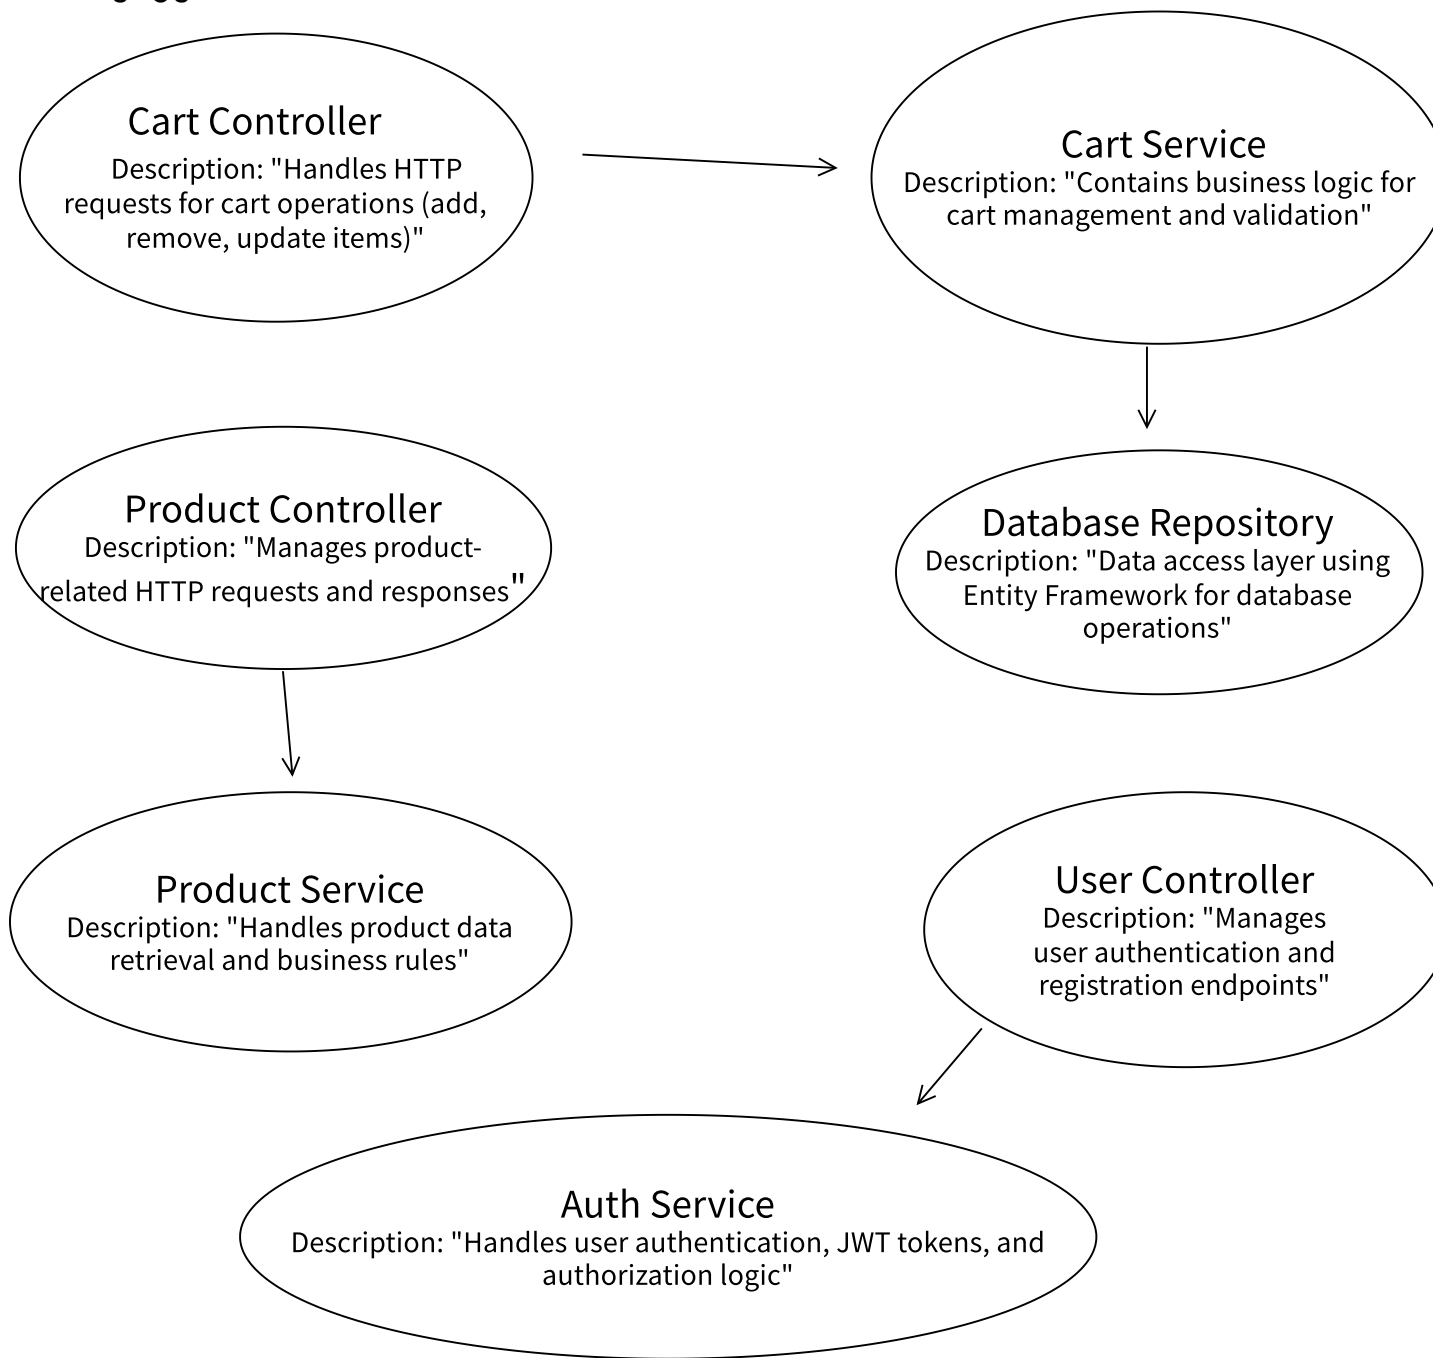 Cart Controller
Description: "Handles HTTP
requests for cart operations (add,
remove, update items)"
Cart Service
Description: "Contains business logic for
cart management and validation"
Product Controller
Description: "Manages product-
related HTTP requests and responses"
Database Repository
Description: "Data access layer using
Entity Framework for database
operations"
Product Service
Description: "Handles product data
retrieval and business rules"
User Controller
Description: "Manages
user authentication and
registration endpoints"
Auth Service
Description: "Handles user authentication, JWT tokens, and
authorization logic"